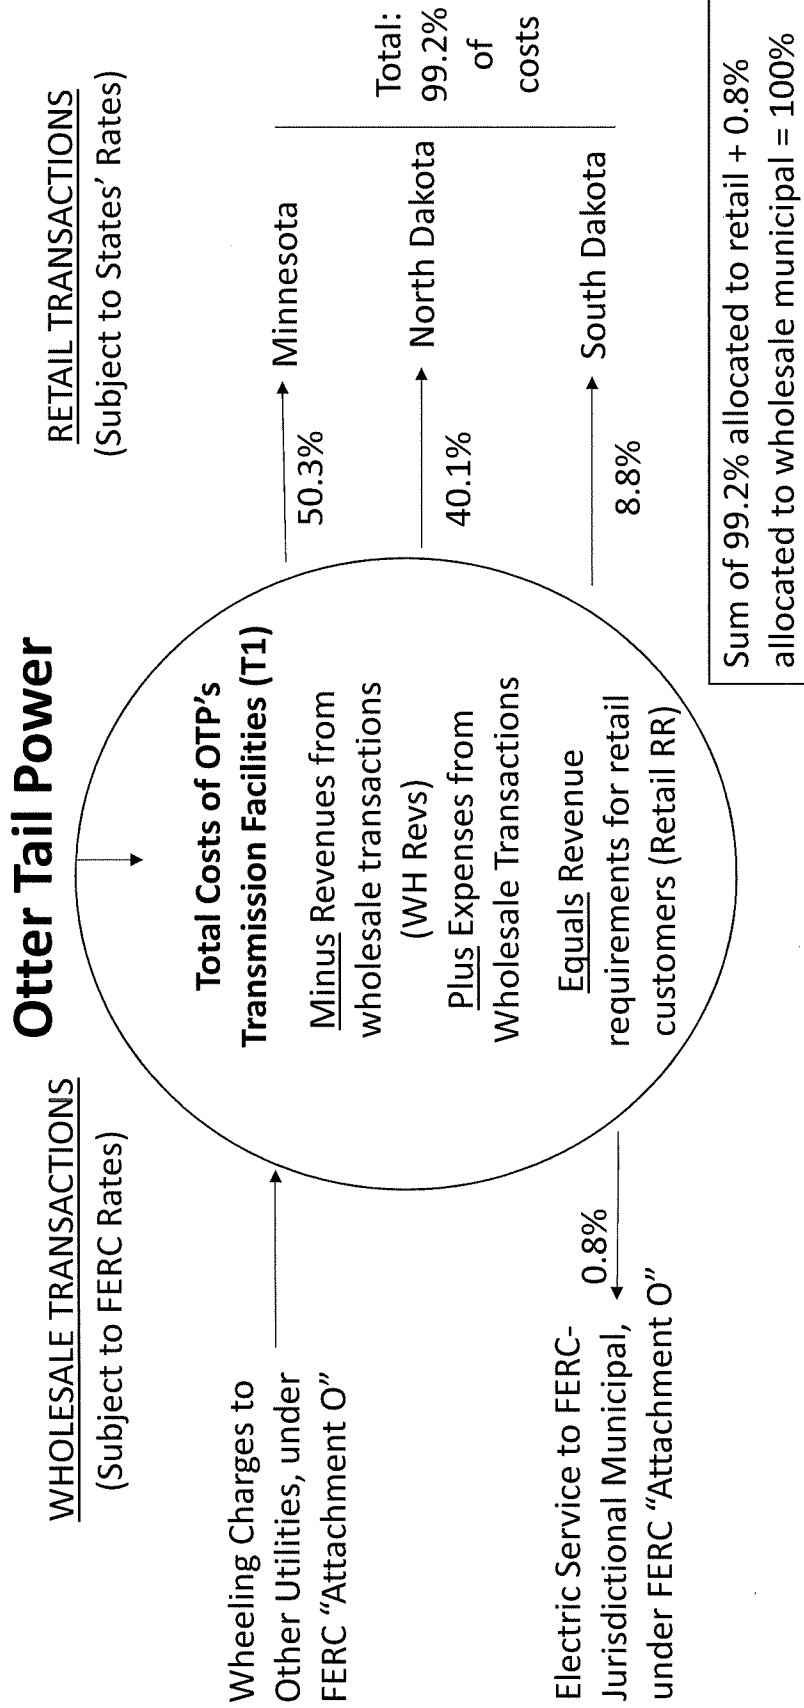 Otter Tail Power
WHOLESALE TRANSACTIONS
(Subject to FERC Rates)
Wheeling Charges to
Other Utilities, under
FERC “Attachment O”
Electric Service to FERC-
Jurisdictional Municipal,
under FERC “Attachment O”
0.8%
Total Costs of OTP’s
Transmission Facilities (T1)
Minus Revenues from
wholesale transactions
(WH Revs)
Plus Expenses from
Wholesale Transactions
Equals Revenue
requirements for retail
customers (Retail RR)
RETAIL TRANSACTIONS
(Subject to States’ Rates)
50.3%
Minnesota
40.1%
North Dakota
8.8%
South Dakota
Total:
99.2%
of
costs
Sum of 99.2% allocated to retail + 0.8%
allocated to wholesale municipal = 100%